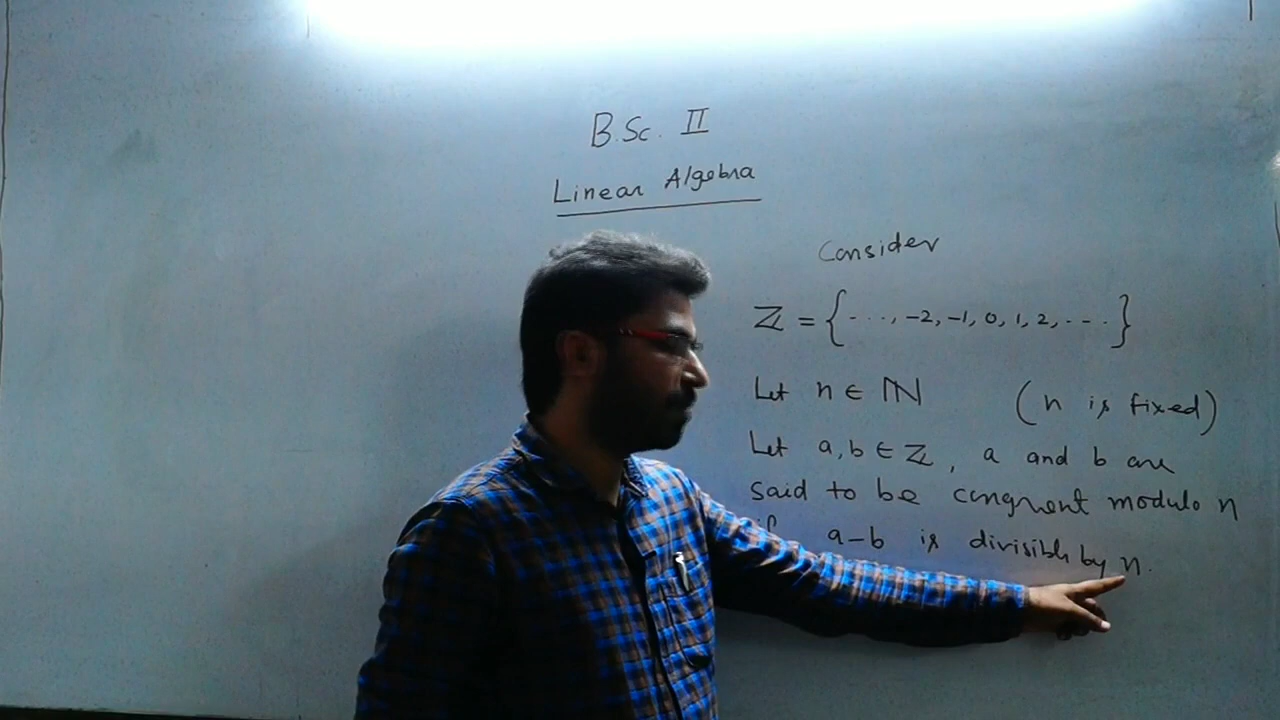 B.Sc. II
Linear Algebra
Consider
ℤ = {. . . ., -2, -1, 0, 1, 2, . . . .}
Let n ∈ ℕ (n is fixed)
Let a, b ∈ ℤ, a and b are
said to be congruent modulo n
if a-b is divisible by n.